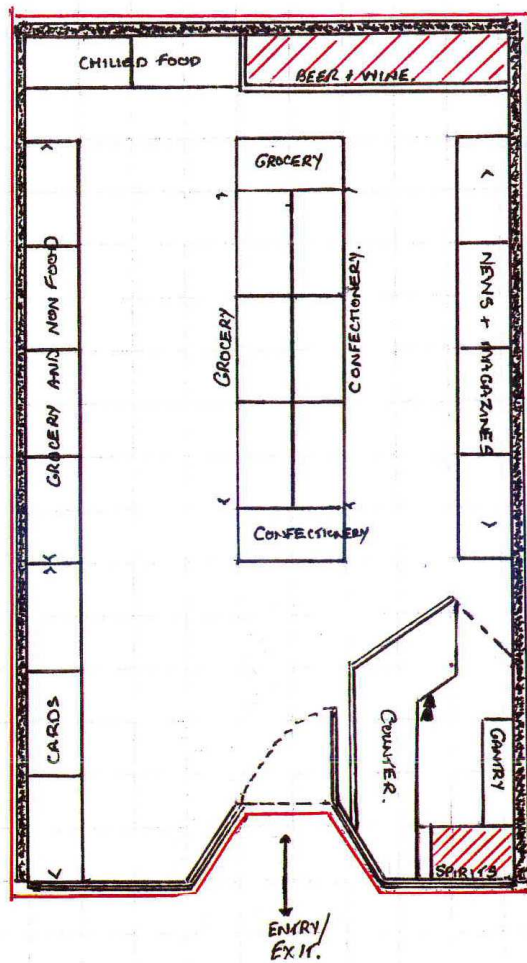 CHILLED FOOD
BEER + WINE.
GROCERY
GROCERY AND NON FOOD
GROCERY
CONFECTIONERY.
NEWS + MAGAZINES
CONFECTIONERY
CARDS
COUNTER.
GANTRY
SPIRITS
ENTRY/
EXIT.